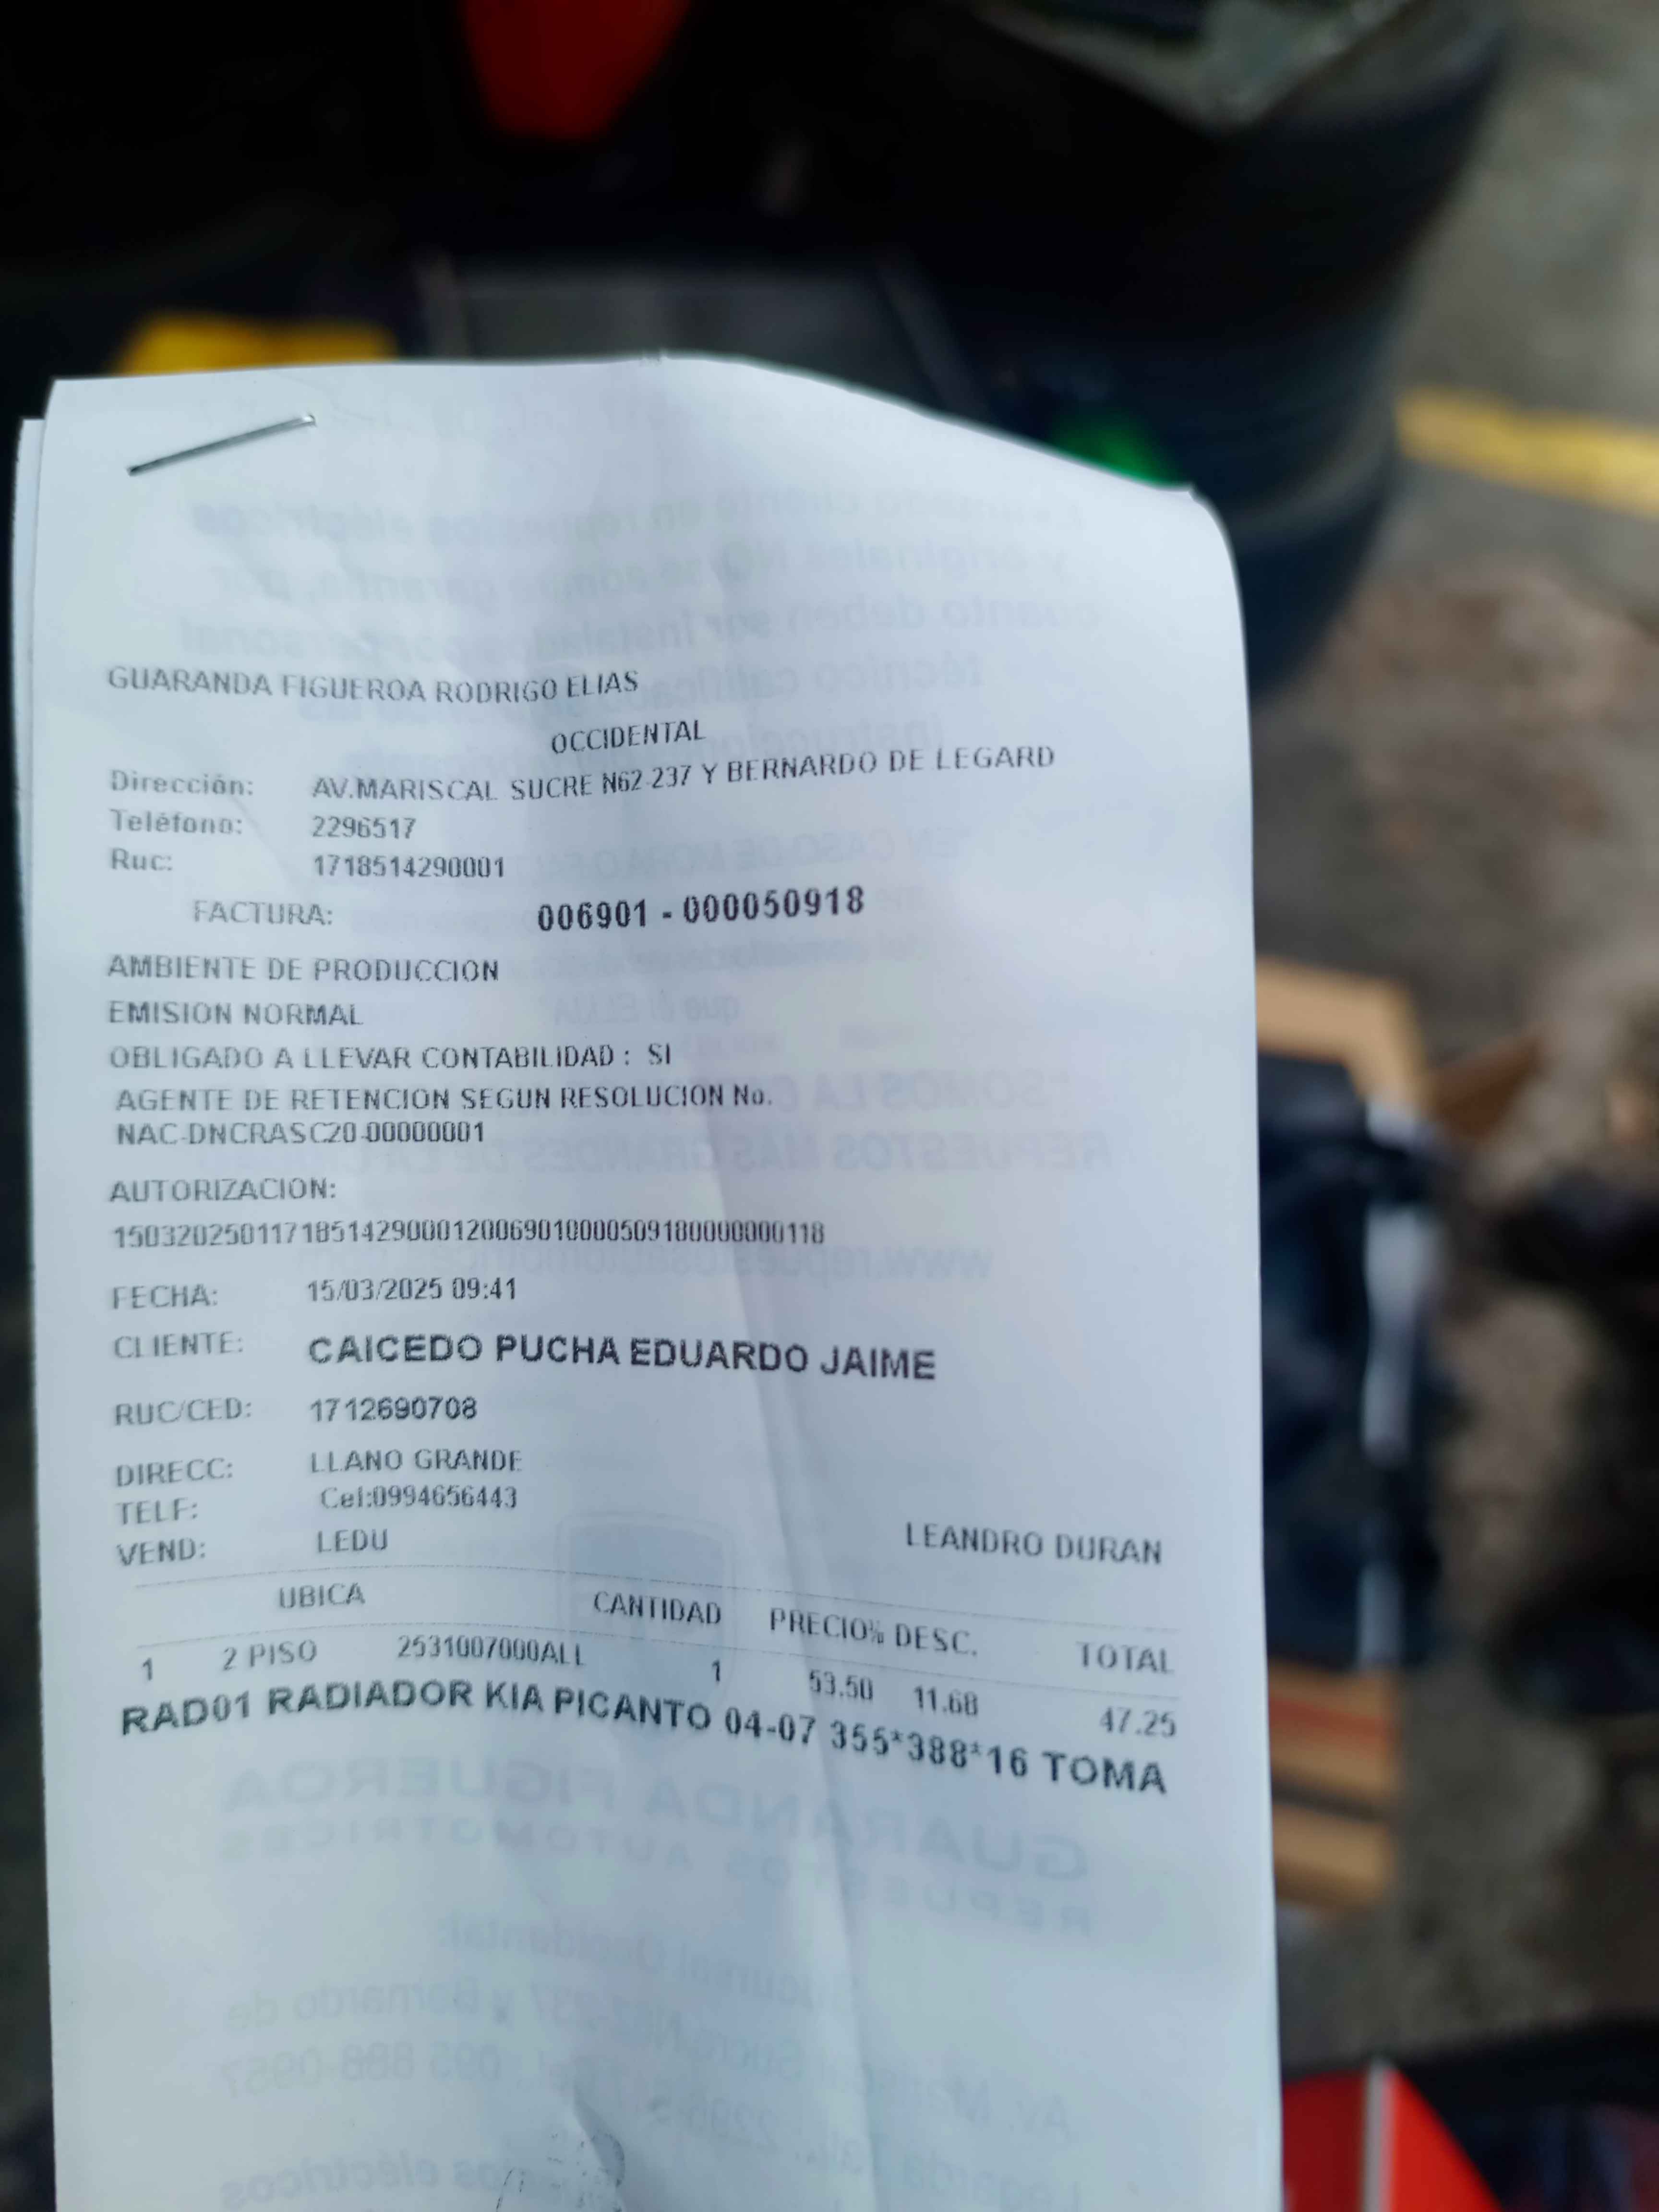 GUARANDA FIGUEROA RODRIGO ELIAS
OCCIDENTAL
Dirección: AV.MARISCAL SUCRE N62-237 Y BERNARDO DE LEGARD
Teléfono: 2296517
Ruc: 1718514290001
FACTURA: 006901 - 000050918
AMBIENTE DE PRODUCCION
EMISION NORMAL
OBLIGADO A LLEVAR CONTABILIDAD : SI
AGENTE DE RETENCION SEGUN RESOLUCION No.
NAC-DNCRASC20-00000001
AUTORIZACION:
1503202501171851429000120069010000509180000000118
FECHA: 15/03/2025 09:41
CLIENTE: CAICEDO PUCHA EDUARDO JAIME
RUC/CED: 1712690708
DIRECC: LLANO GRANDE
TELF: Cel:0994656443
VEND: LEDU LEANDRO DURAN
UBICA CANTIDAD PRECIO% DESC. TOTAL
1 2 PISO 2531007000ALL 1 53.50 11.68 47.25
RAD01 RADIADOR KIA PICANTO 04-07 355*388*16 TOMA